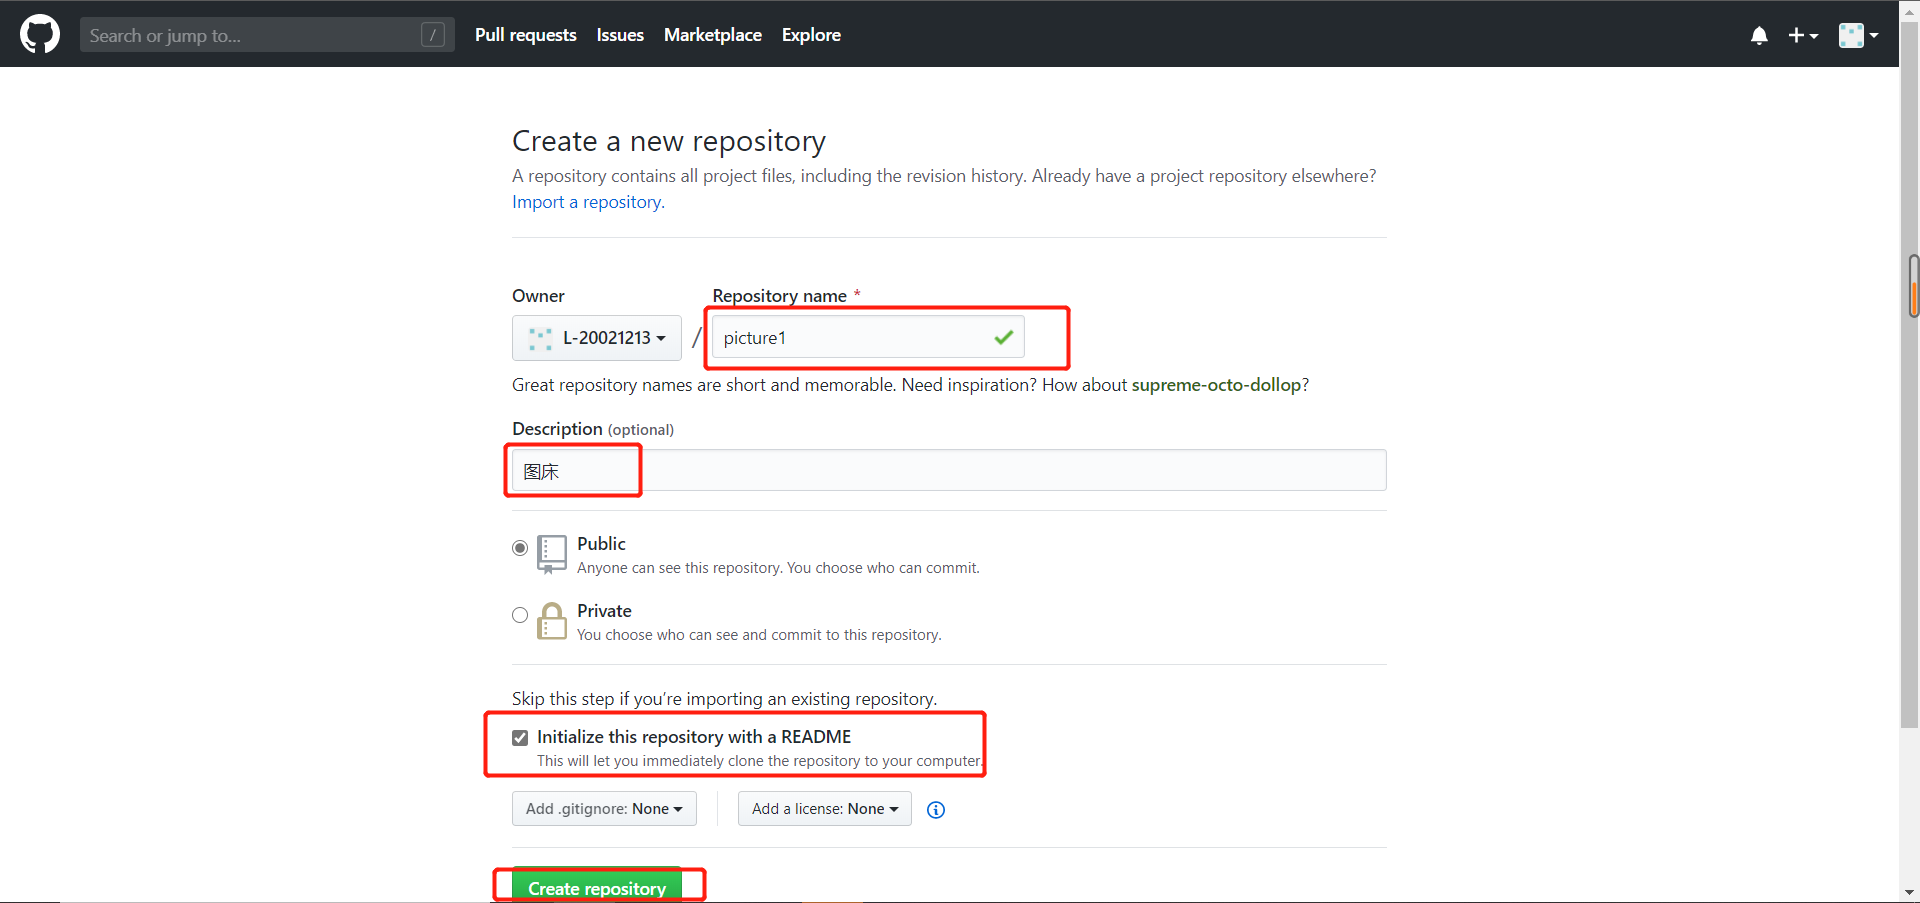 Search or jump to...
/
Pull requests
Issues
Marketplace
Explore
Create a new repository
A repository contains all project files, including the revision history. Already have a project repository elsewhere?
Import a repository.
Owner
Repository name *
L-20021213
/
picture1
Great repository names are short and memorable. Need inspiration? How about supreme-octo-dollop?
Description (optional)
图床
Public
Anyone can see this repository. You choose who can commit.
Private
You choose who can see and commit to this repository.
Skip this step if you’re importing an existing repository.
Initialize this repository with a README
This will let you immediately clone the repository to your computer.
Add .gitignore: None
Add a license: None
Create repository